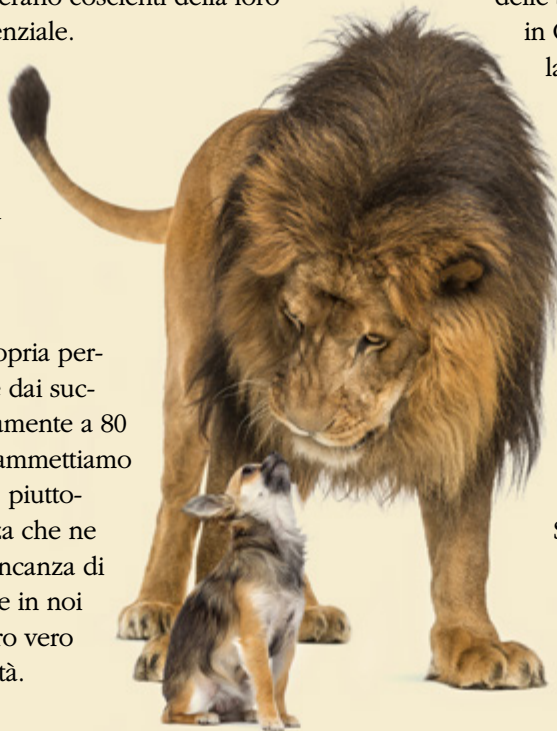 erano coscienti della loro
enziale.
opria per-
e dai suc-
amente a 80
ammettiamo
piutto-
za che ne
ncanza di
e in noi
ro vero
tà.
delle
in
la
S